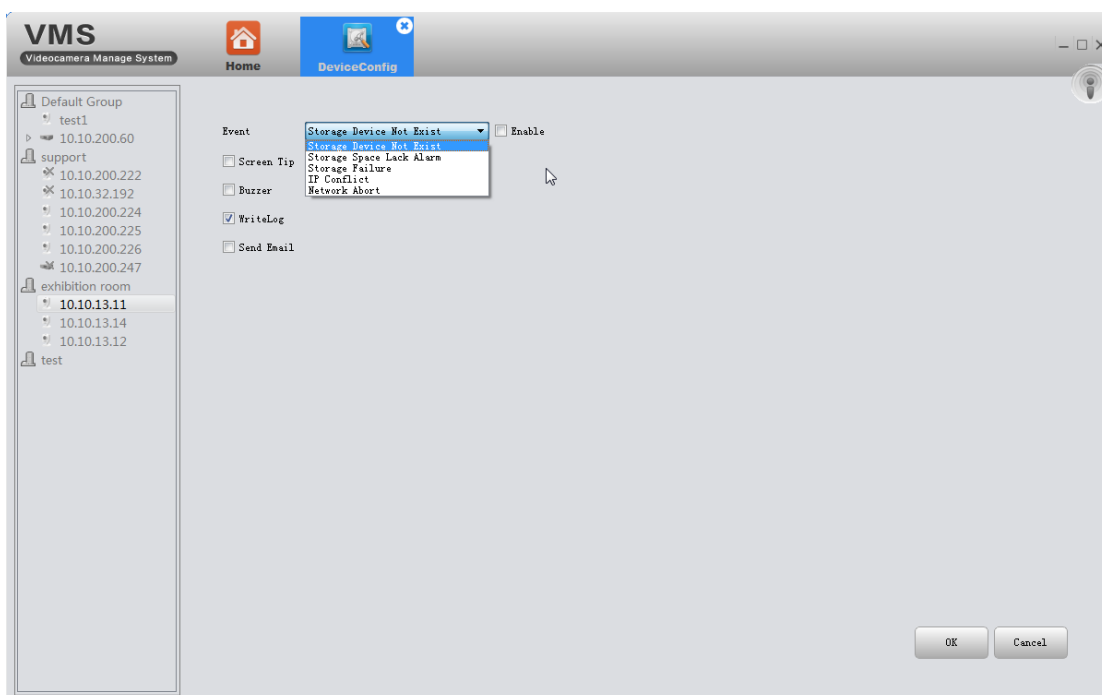 VMS
Videocamera Manage System
Home
DeviceConfig
Default Group
test1
10.10.200.60
support
10.10.200.222
10.10.32.192
10.10.200.224
10.10.200.225
10.10.200.226
10.10.200.247
exhibition room
10.10.13.11
10.10.13.14
10.10.13.12
test
Event Storage Device Not Exist Enable
Storage Device Not Exist
Storage Space Lack Alarm
Storage Failure
IP Conflict
Network Abort
Screen Tip
Buzzer
WriteLog
Send Email
OK Cancel